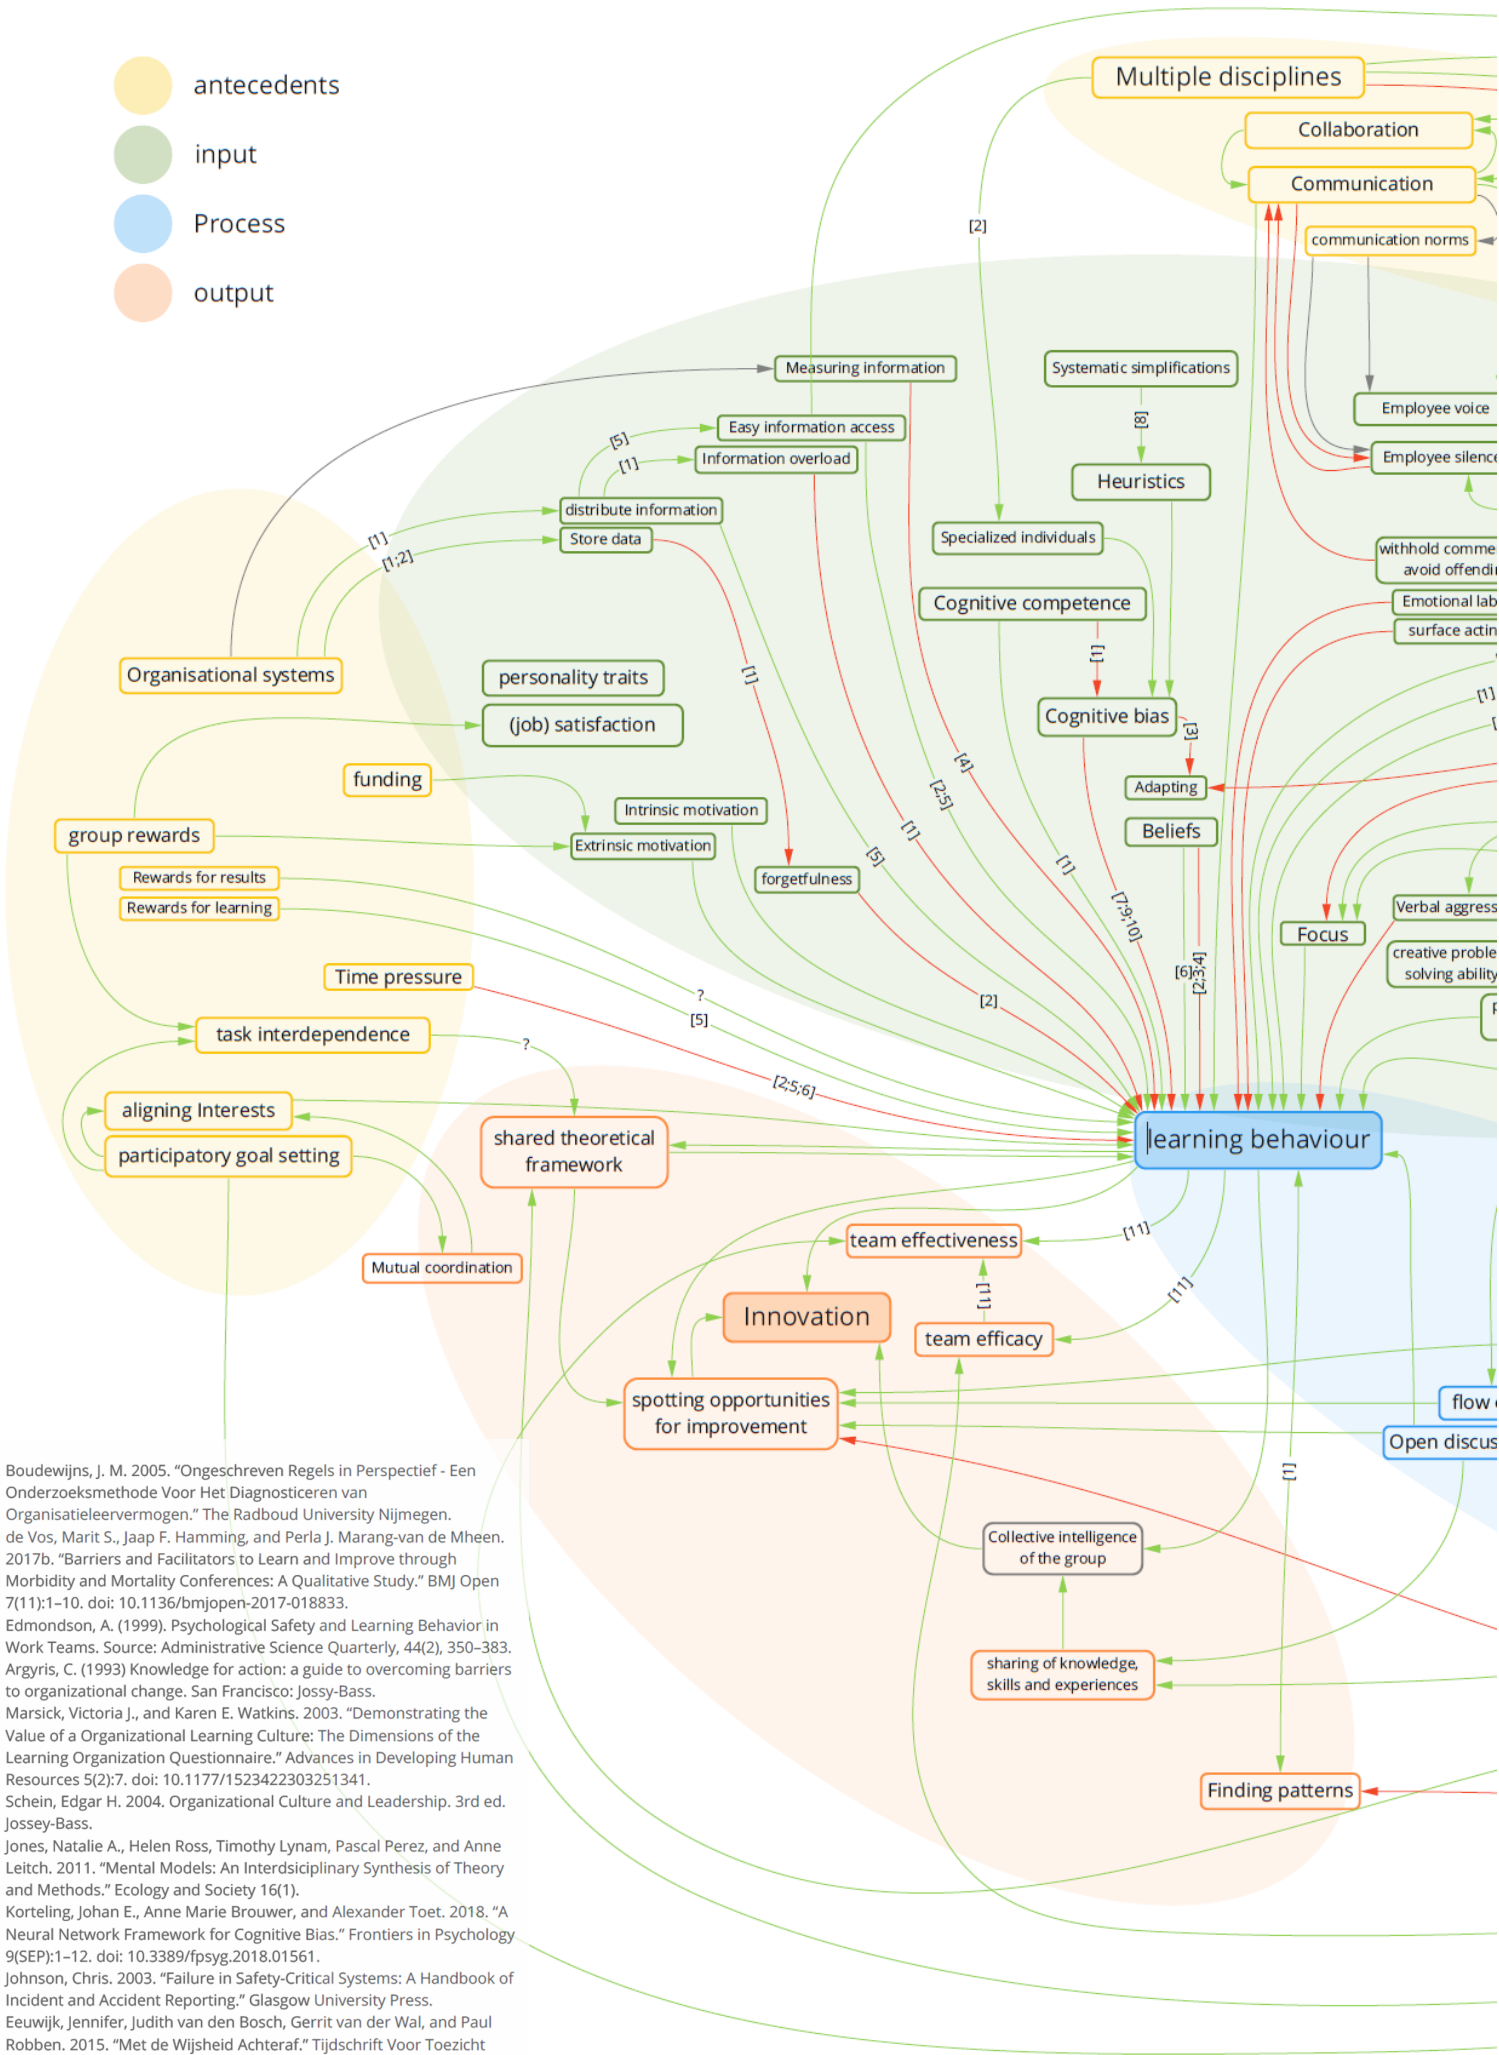 antecedents
input
Process
output
Multiple disciplines
Collaboration
Communication
communication norms
[2]
Measuring information
Systematic simplifications
Employee voice
Easy information access
[8]
[5]
[1]
Information overload
Employee silence
Heuristics
distribute information
Store data
[1]
[1;2]
Specialized individuals
withhold comme
avoid offendi
Cognitive competence
Emotional lab
surface actin
[1]
[1]
Organisational systems
personality traits
[1]
(job) satisfaction
Cognitive bias
[3]
[4]
funding
[2;5]
Adapting
Intrinsic motivation
group rewards
Extrinsic motivation
[1]
Beliefs
[5]
[1]
Rewards for results
forgetfulness
Rewards for learning
[7;9;10]
Verbal aggress
Focus
creative proble
solving ability
Time pressure
[6]
[2;3;4]
?
[2]
[5]
task interdependence
?
[2;5;6]
aligning Interests
shared theoretical
framework
learning behaviour
participatory goal setting
team effectiveness
[11]
Mutual coordination
[11]
[11]
Innovation
team efficacy
spotting opportunities
for improvement
flow
Open discus
[1]
Collective intelligence
of the group
sharing of knowledge,
skills and experiences
Finding patterns
Boudewijns, J. M. 2005. “Ongeschreven Regels in Perspectief - Een
Onderzoeksmethode Voor Het Diagnosticeren van
Organisatieleervermogen.” The Radboud University Nijmegen.
de Vos, Marit S., Jaap F. Hamming, and Perla J. Marang-van de Mheen.
2017b. “Barriers and Facilitators to Learn and Improve through
Morbidity and Mortality Conferences: A Qualitative Study.” BMJ Open
7(11):1–10. doi: 10.1136/bmjopen-2017-018833.
Edmondson, A. (1999). Psychological Safety and Learning Behavior in
Work Teams. Source: Administrative Science Quarterly, 44(2), 350–383.
Argyris, C. (1993) Knowledge for action: a guide to overcoming barriers
to organizational change. San Francisco: Jossy-Bass.
Marsick, Victoria J., and Karen E. Watkins. 2003. “Demonstrating the
Value of a Organizational Learning Culture: The Dimensions of the
Learning Organization Questionnaire.” Advances in Developing Human
Resources 5(2):7. doi: 10.1177/1523422303251341.
Schein, Edgar H. 2004. Organizational Culture and Leadership. 3rd ed.
Jossey-Bass.
Jones, Natalie A., Helen Ross, Timothy Lynam, Pascal Perez, and Anne
Leitch. 2011. “Mental Models: An Interdsiciplinary Synthesis of Theory
and Methods.” Ecology and Society 16(1).
Korteling, Johan E., Anne Marie Brouwer, and Alexander Toet. 2018. “A
Neural Network Framework for Cognitive Bias.” Frontiers in Psychology
9(SEP):1–12. doi: 10.3389/fpsyg.2018.01561.
Johnson, Chris. 2003. “Failure in Safety-Critical Systems: A Handbook of
Incident and Accident Reporting.” Glasgow University Press.
Eeuwijk, Jennifer, Judith van den Bosch, Gerrit van der Wal, and Paul
Robben. 2015. “Met de Wijsheid Achteraf.” Tijdschrift Voor Toezicht